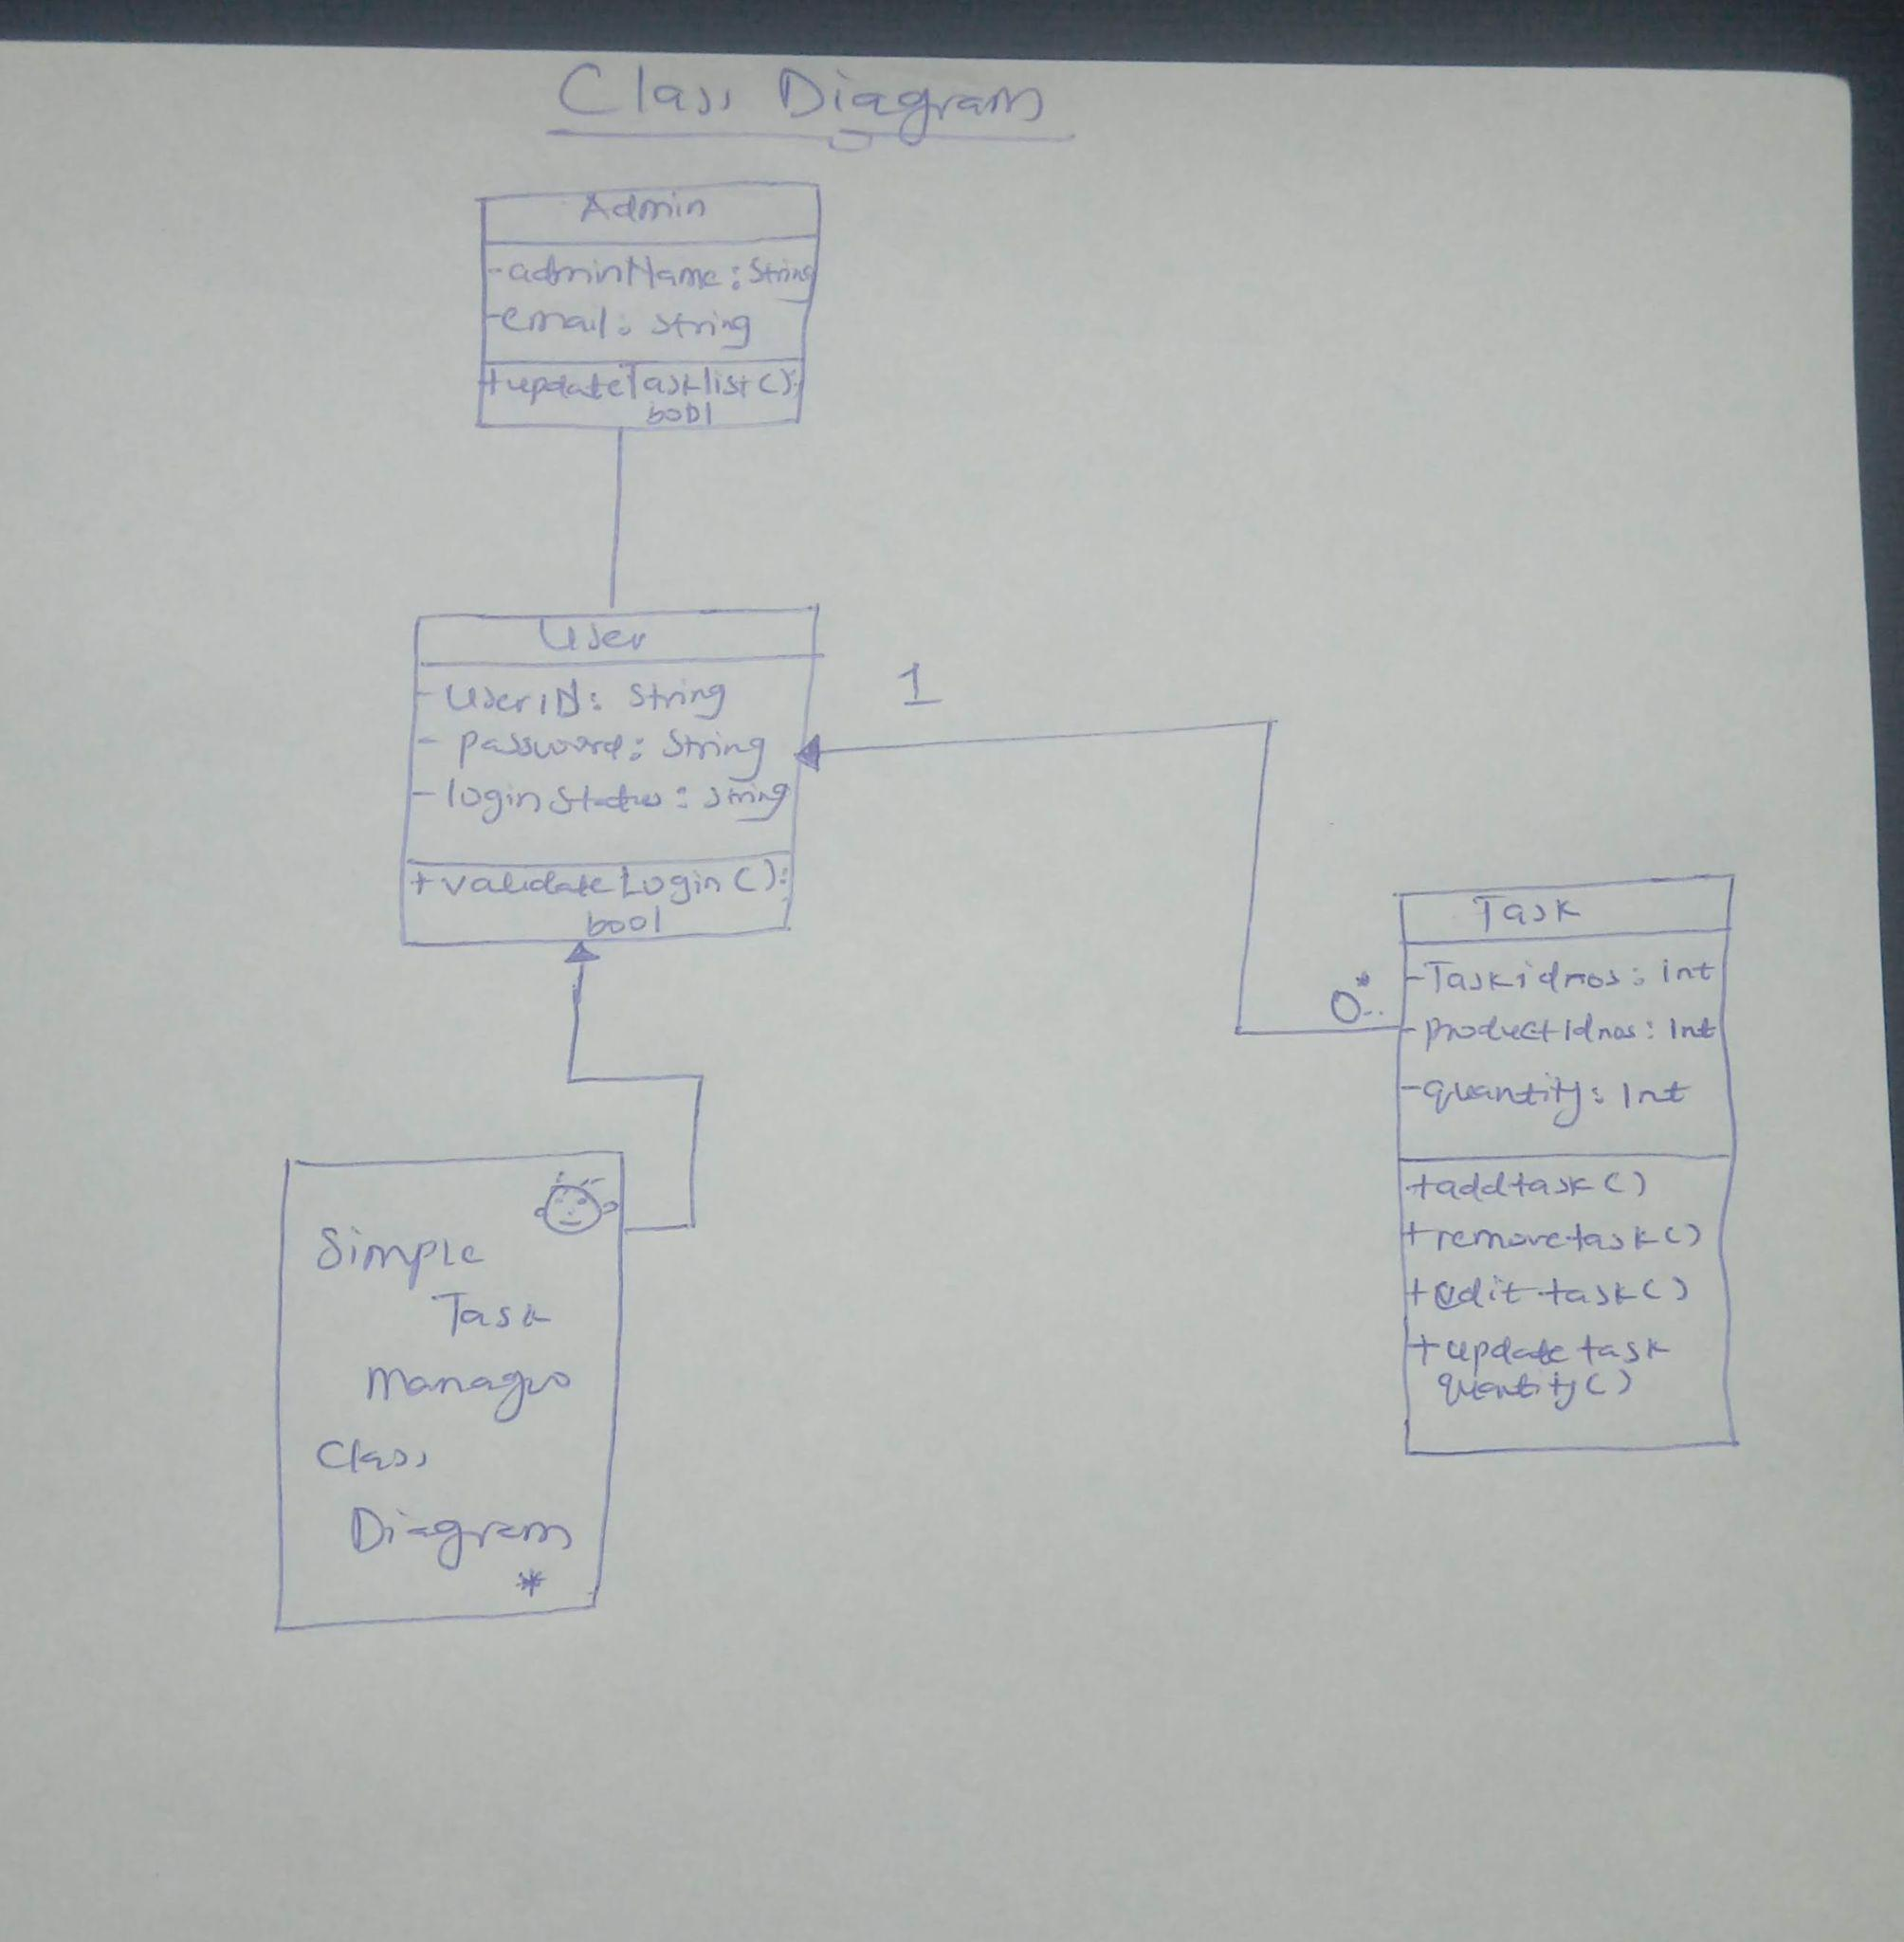 Class Diagram
Admin
-adminName: String
-email: String
+updateTasklist():
bool
User
- UserID: String
- password: String
- loginStatus: String
+validateLogin():
bool
1
0..*
Task
-Taskidnos: int
-productIdnos: Int
-quantity: Int
+addtask()
+removetask()
+edit task()
+update task
quantity()
Simple
Task
Manager
Class
Diagram
*